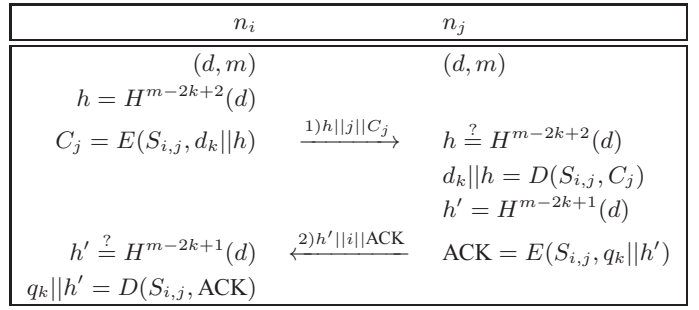 n_i n_j
(d, m) (d, m)
h = H^{m−2k+2}(d)
C_j = E(S_{i,j}, d_k||h) 1)h||j||C_j h ≟ H^{m−2k+2}(d)
d_k||h = D(S_{i,j}, C_j)
h′ = H^{m−2k+1}(d)
h′ ≟ H^{m−2k+1}(d) 2)h′||i||ACK ACK = E(S_{i,j}, q_k||h′)
q_k||h′ = D(S_{i,j}, ACK)